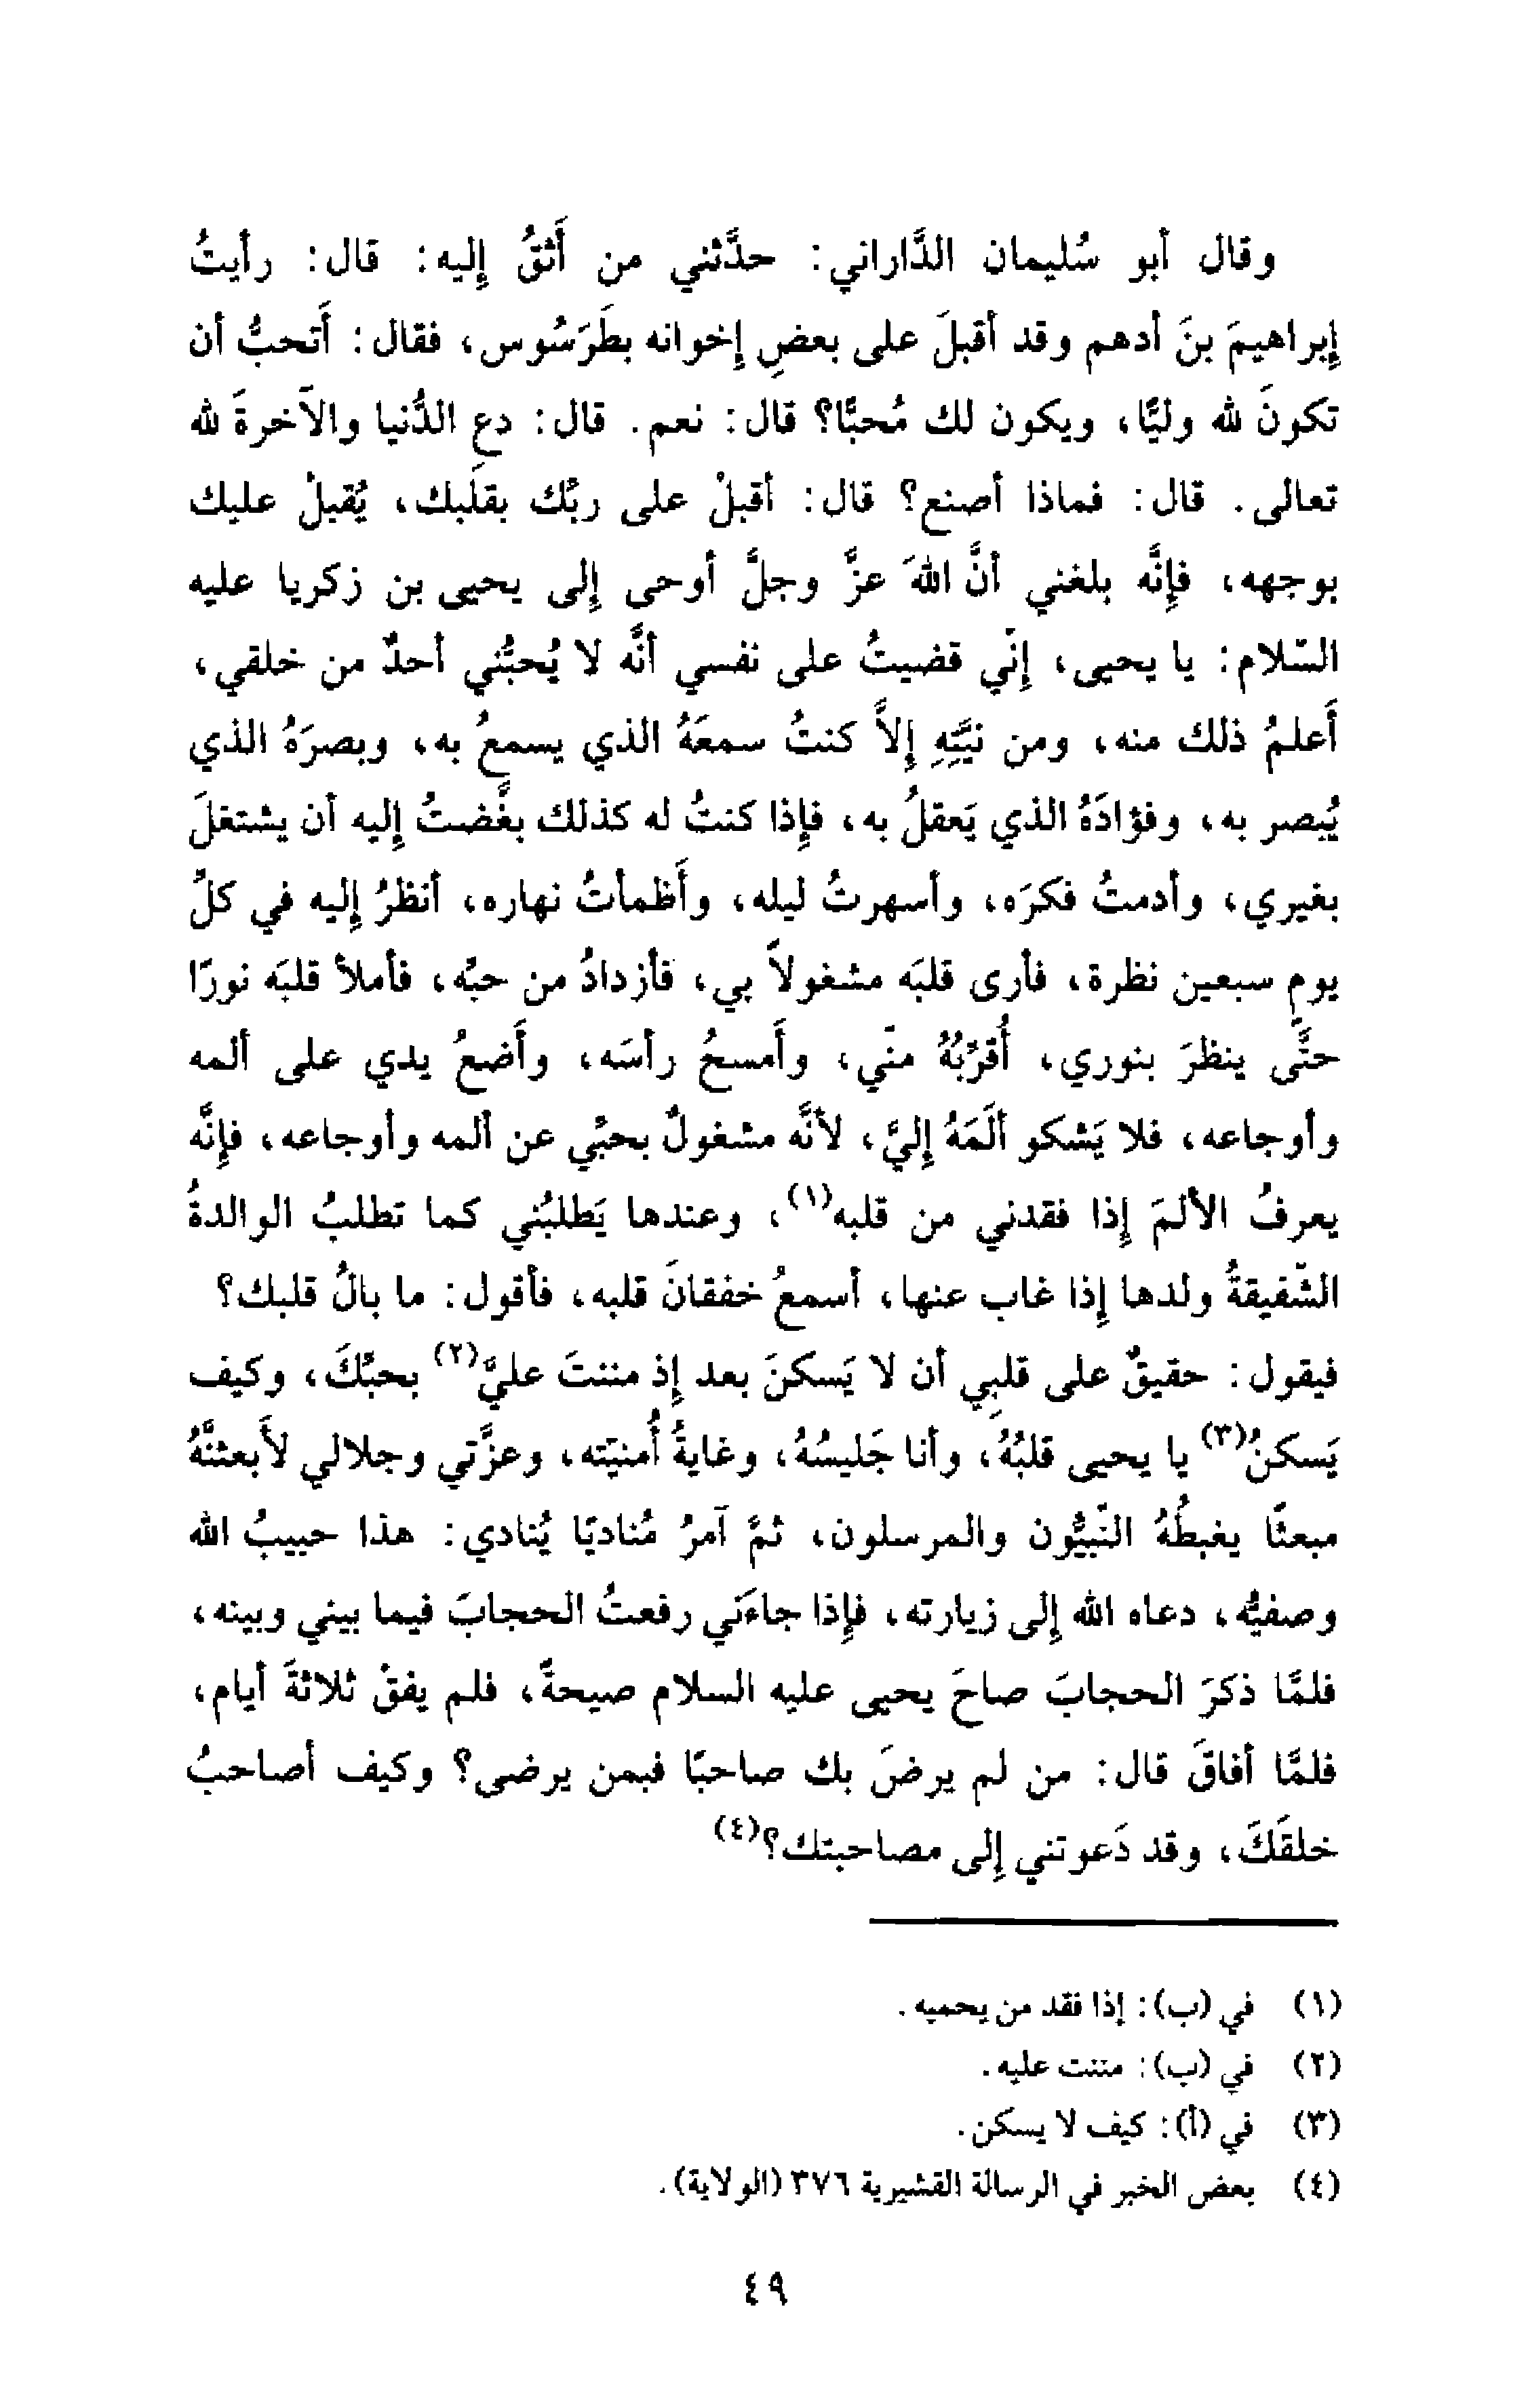 وقال أبو سُليمان الدَّاراني: حدَّثني من أَثقُ إليه: قال: رأيتُ
إبراهيمَ بنَ أدهم وقد أقبلَ على بعضِ إخوانه بطَرَسُوس، فقال: أَتحبُّ أن
تكونَ لله وليًّا، ويكون لك مُحبًّا؟ قال: نعم. قال: دعِ الدُّنيا والآخرةَ لله
تعالى. قال: فماذا أصنع؟ قال: أقبلْ على ربِّك بقَلبك، يُقبلْ عليك
بوجهه، فإنَّه بلغني أنَّ اللهَ عزَّ وجلَّ أوحى إلى يحيى بن زكريا عليه
السّلام: يا يحيى، إنّي قضيتُ على نفسي أنَّه لا يُحبُّني أحدٌ من خلقي،
أَعلمُ ذلك منه، ومن نيَّتِهِ إلاَّ كنتُ سمعَهُ الذي يسمعُ به، وبصرَهُ الذي
يُبصر به، وفؤادَهُ الذي يَعقلُ به، فإذا كنتُ له كذلك بغَّضتُ إليه أن يشتغلَ
بغيري، وأدمتُ فكرَه، وأسهرتُ ليله، وأَظمأتُ نهاره، أنظرُ إليه في كلِّ
يومٍ سبعين نظرة، فأرى قلبَه مشغولاً بي، فأزدادُ من حبِّه، فأملأ قلبَه نورًا
حتَّى ينظرَ بنوري، أُقرِّبُهُ منّي، وأَمسحُ رأسَه، وأَضعُ يدي على ألمه
وأوجاعه، فلا يَشكو ألَمَهُ إليَّ، لأنَّه مشغولٌ بحبِّي عن ألمه وأوجاعه، فإنَّه
يعرفُ الألمَ إذا فقدني من قلبه(١)، وعندها يَطلبُني كما تطلبُ الوالدةُ
الشّفيقةُ ولدها إذا غاب عنها، أسمعُ خفقانَ قلبه، فأقول: ما بالُ قلبك؟
فيقول: حقيقٌ على قلبي أن لا يَسكنَ بعد إذ مننتَ عليَّ(٢) بحبِّكَ، وكيف
يَسكنُ(٣) يا يحيى قلبُهُ، وأنا جَليسُهُ، وغايةُ أُمنيّته، وعزَّتي وجلالي لأَبعثنَّهُ
مبعثًا يغبطُهُ النّبيُّون والمرسلون، ثمَّ آمرُ مُناديًا يُنادي: هذا حبيبُ الله
وصفيُّه، دعاه الله إلى زيارته، فإذا جاءَني رفعتُ الحجابَ فيما بيني وبينه،
فلمَّا ذكرَ الحجابَ صاحَ يحيى عليه السلام صيحةً، فلم يفقْ ثلاثةَ أيام،
فلمَّا أفاقَ قال: من لم يرضَ بك صاحبًا فبمن يرضى؟ وكيف أصاحبُ
خلقَكَ، وقد دَعوتني إلى مصاحبتك؟(٤)
(١) في (ب): إذا فقد من يحميه.
(٢) في (ب): مننت عليه.
(٣) في (أ): كيف لا يسكن.
(٤) بعض الخبر في الرسالة القشيرية ٣٧٦ (الولاية).
٤٩